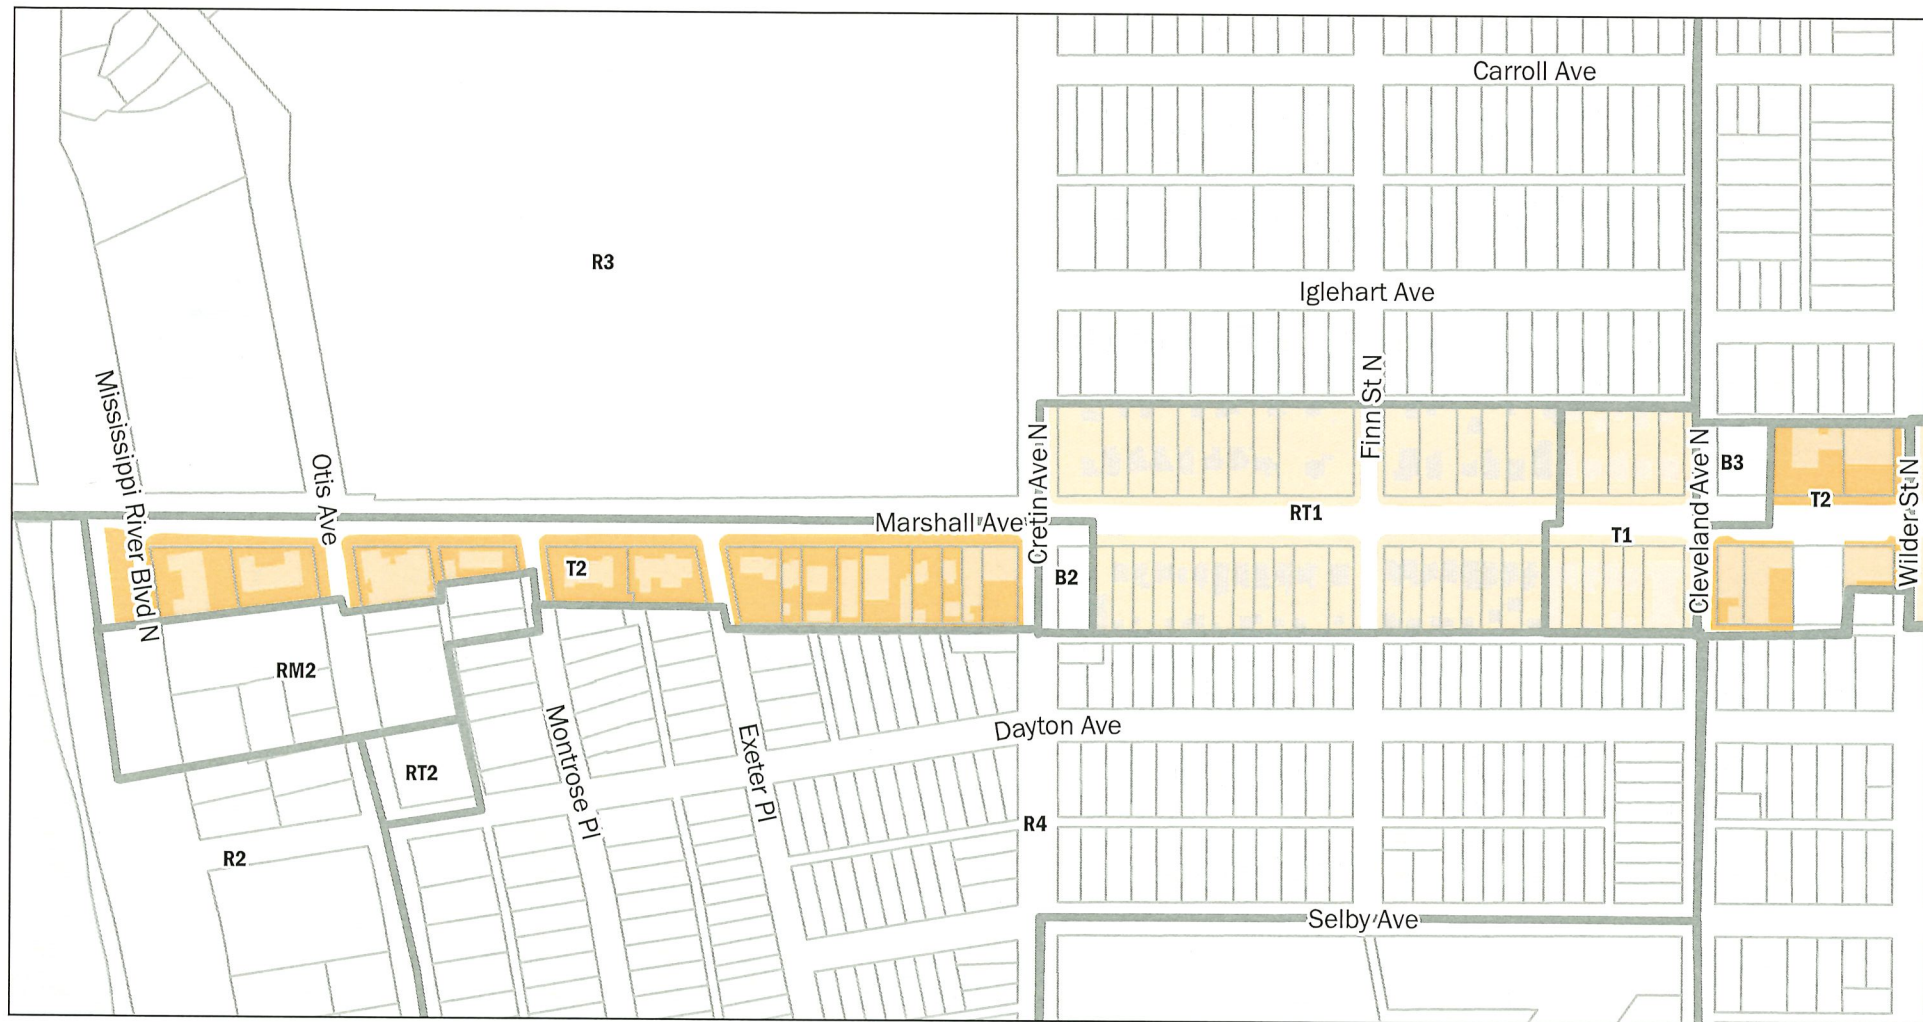 Carroll Ave
R3
Iglehart Ave
Mississippi River Blvd N
Otis Ave
Finn St N
Cretin Ave N
Cleveland Ave N
B3
Wilder St N
T2
RT1
Marshall Ave
T1
T2
B2
RM2
Montrose Pl
Exeter Pl
Dayton Ave
RT2
R4
R2
Selby Ave